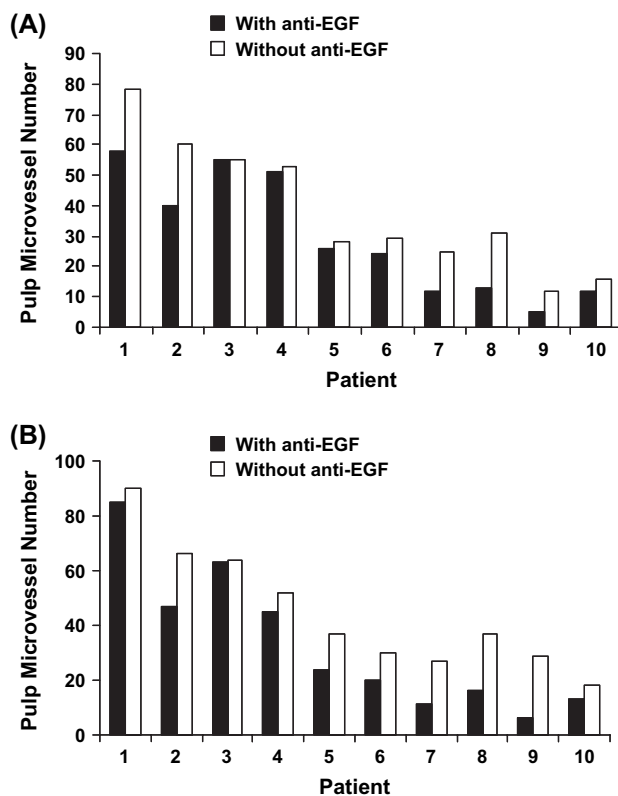 (A)
With anti-EGF
Without anti-EGF
Pulp Microvessel Number
90
80
70
60
50
40
30
20
10
0
1 2 3 4 5 6 7 8 9 10
Patient
(B)
With anti-EGF
Without anti-EGF
Pulp Microvessel Number
100
80
60
40
20
0
1 2 3 4 5 6 7 8 9 10
Patient